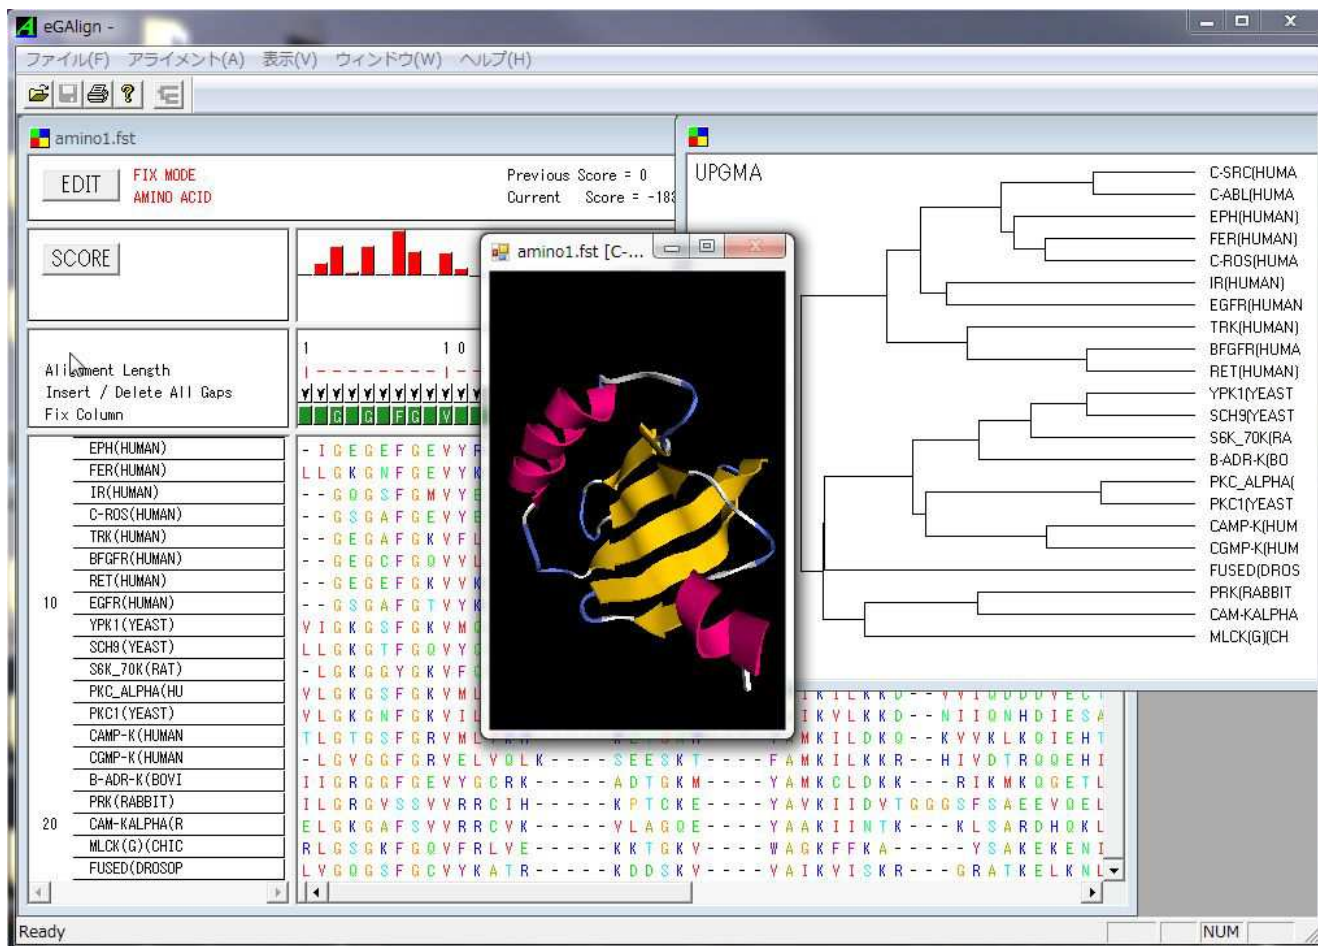 eGAlign -
ファイル(F) アライメント(A) 表示(V) ウィンドウ(W) ヘルプ(H)
amino1.fst
EDIT
FIX MODE
AMINO ACID
Previous Score = 0
Current Score = -183
SCORE
Alignment Length
Insert / Delete All Gaps
Fix Column
1 10
G G F G V
EPH(HUMAN) - I G E G E F G E V Y R
FER(HUMAN) L L G K G N F G E V Y K
IR(HUMAN) - - G Q G S F G M V Y E
C-ROS(HUMAN) - - G S G A F G E V Y E
TRK(HUMAN) - - G E G A F G K V F L
BFGFR(HUMAN) - - G E G C F G Q V V L
RET(HUMAN) - - G E G E F G K V V K
10 EGFR(HUMAN) - - G S G A F G T V Y K
YPK1(YEAST) V I G K G S F G K V M Q
SCH9(YEAST) L L G K G T F G Q V Y Q
S6K_70K(RAT) - L G K G G Y G K V F Q
PKC_ALPHA(HU V L G K G S F G K V M L
PKC1(YEAST) V L G K G N F G K V I L I K V L K K D - - N I I Q N H D I E S A
CAMP-K(HUMAN T L G T G S F G R V M L M K I L D K Q - - K V V K L K Q I E H T
CGMP-K(HUMAN - L G V G G F G R V E L V Q L K - - - - - S E E S K T - - - - F A M K I L K K R - - H I V D T R Q Q E H I
B-ADR-K(BOVI I I G R G G F G E V Y G C R K - - - - - A D T G K M - - - - Y A M K C L D K K - - - R I K M K Q G E T L
PRK(RABBIT) I L G R G V S S V V R R C I H - - - - - K P T C K E - - - - Y A V K I I D V T G G G S F S A E E V Q E L
20 CAM-KALPHA(R E L G K G A F S V V R R C V K - - - - - V L A G Q E - - - - Y A A K I I N T K - - - K L S A R D H Q K L
MLCK(G)(CHIC R L G S G K F G Q V F R L V E - - - - - K K T G K V - - - - W A G K F F K A - - - - - Y S A K E K E N I
FUSED(DROSOP L V G Q G S F G C V Y K A T R - - - - - K D D S K V - - - - V A I K V I S K R - - - G R A T K E L K N L
amino1.fst [C-...
UPGMA
C-SRC(HUMA
C-ABL(HUMA
EPH(HUMAN)
FER(HUMAN)
C-ROS(HUMA
IR(HUMAN)
EGFR(HUMAN
TRK(HUMAN)
BFGFR(HUMA
RET(HUMAN)
YPK1(YEAST
SCH9(YEAST
S6K_70K(RA
B-ADR-K(BO
PKC_ALPHA(
PKC1(YEAST
CAMP-K(HUM
CGMP-K(HUM
FUSED(DROS
PRK(RABBIT
CAM-KALPHA
MLCK(G)(CH
Ready
NUM